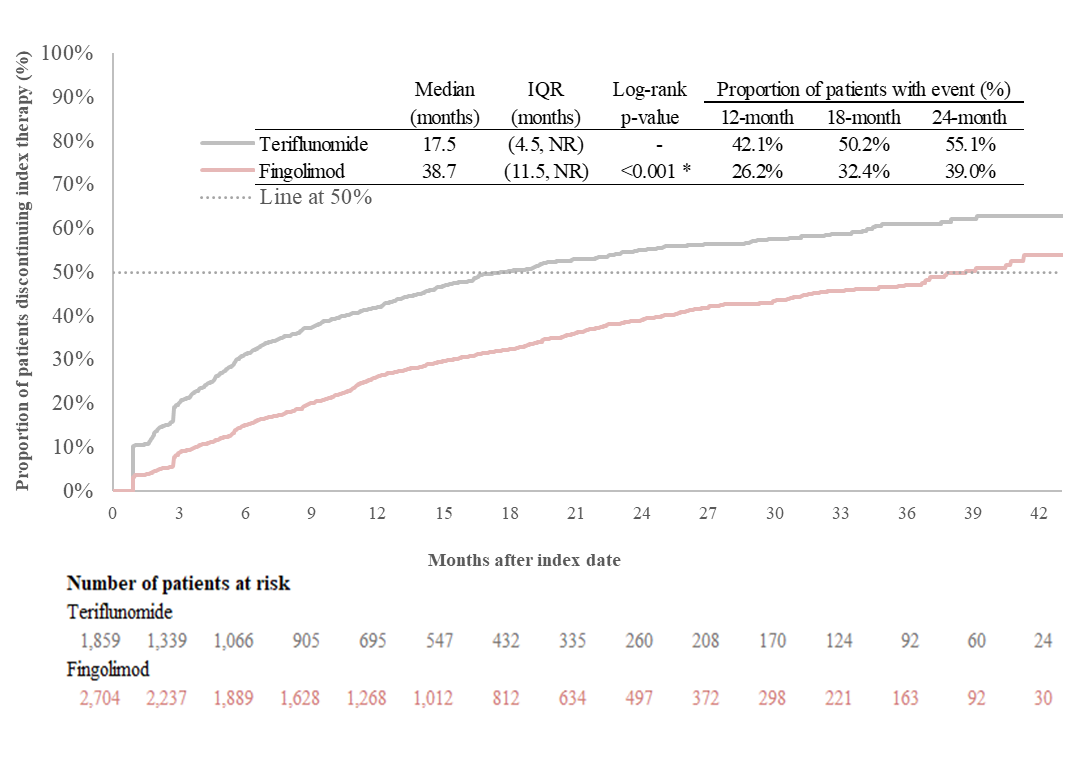 Proportion of patients discontinuing index therapy (%)
100%
90%
80%
70%
60%
50%
40%
30%
20%
10%
0%
Median IQR Log-rank Proportion of patients with event (%)
(months) (months) p-value 12-month 18-month 24-month
Teriflunomide 17.5 (4.5, NR) - 42.1% 50.2% 55.1%
Fingolimod 38.7 (11.5, NR) <0.001 * 26.2% 32.4% 39.0%
Line at 50%
0 3 6 9 12 15 18 21 24 27 30 33 36 39 42
Months after index date
Number of patients at risk
Teriflunomide
1,859 1,339 1,066 905 695 547 432 335 260 208 170 124 92 60 24
Fingolimod
2,704 2,237 1,889 1,628 1,268 1,012 812 634 497 372 298 221 163 92 30